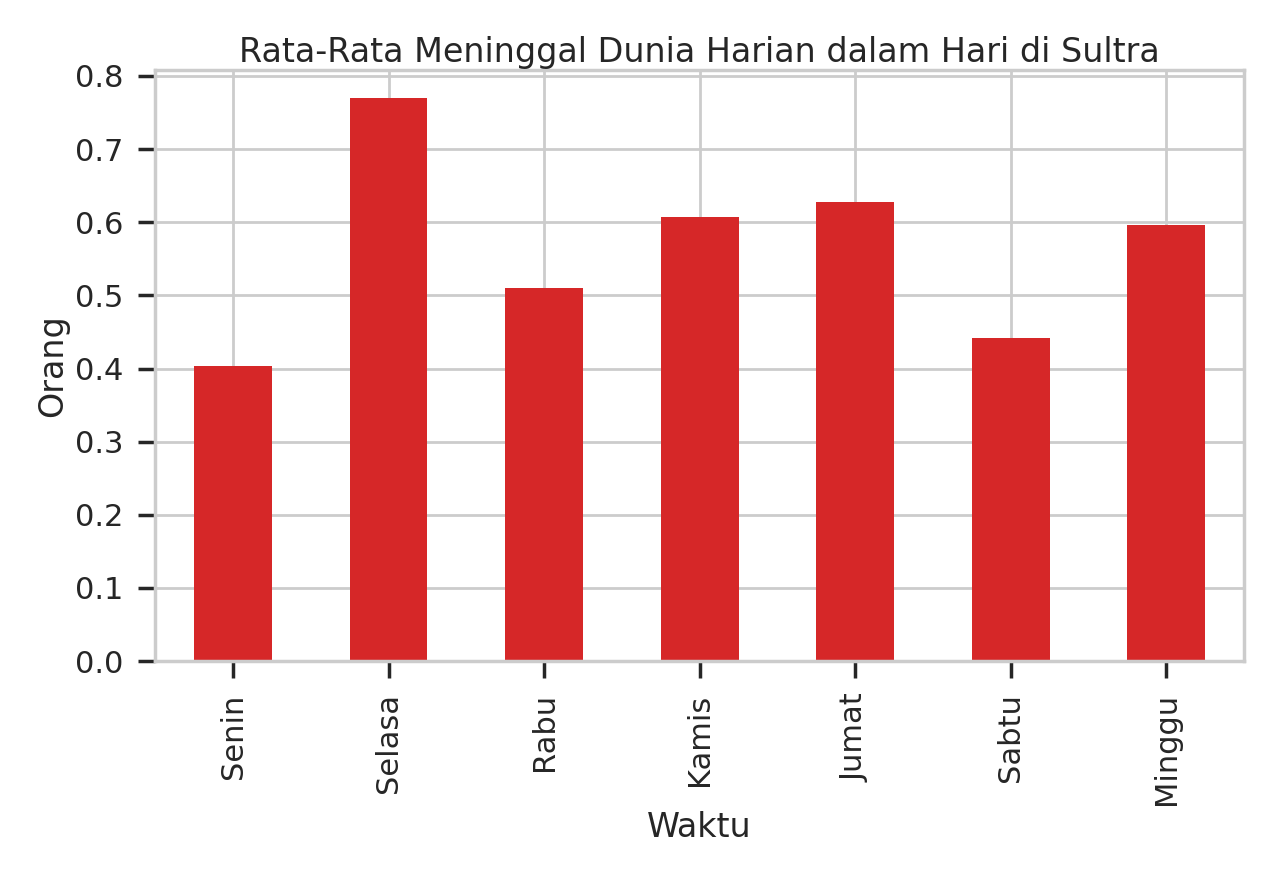 Rata-Rata Meninggal Dunia Harian dalam Hari di Sultra
0.8
0.7
0.6
0.5
0.4
0.3
0.2
0.1
0.0
Orang
Senin
Selasa
Rabu
Kamis
Jumat
Sabtu
Minggu
Waktu